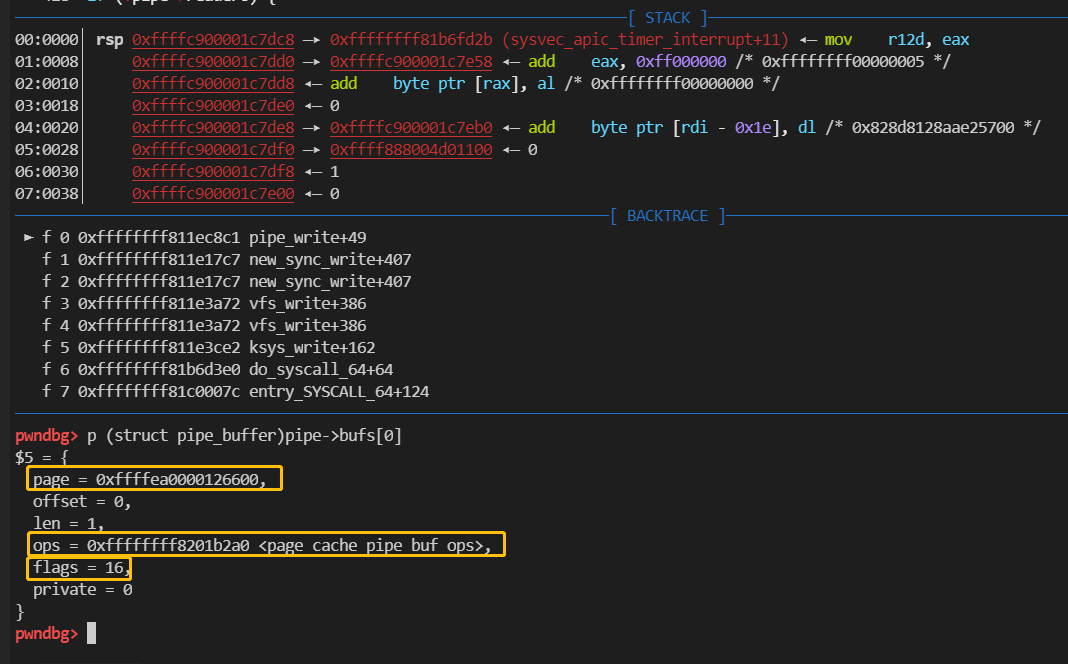 [ STACK ]
00:0000│ rsp 0xffffc900001c7dc8 —▸ 0xffffffff81b6fd2b (sysvec_apic_timer_interrupt+11) ◂— mov    r12d, eax
01:0008│     0xffffc900001c7dd0 —▸ 0xffffc900001c7e58 ◂— add    eax, 0xff000000 /* 0xffffffff00000005 */
02:0010│     0xffffc900001c7dd8 ◂— add    byte ptr [rax], al /* 0xffffffff00000000 */
03:0018│     0xffffc900001c7de0 ◂— 0
04:0020│     0xffffc900001c7de8 —▸ 0xffffc900001c7eb0 ◂— add    byte ptr [rdi - 0x1e], dl /* 0x828d8128aae25700 */
05:0028│     0xffffc900001c7df0 —▸ 0xffff888004d01100 ◂— 0
06:0030│     0xffffc900001c7df8 ◂— 1
07:0038│     0xffffc900001c7e00 ◂— 0
[ BACKTRACE ]
► f 0 0xffffffff811ec8c1 pipe_write+49
f 1 0xffffffff811e17c7 new_sync_write+407
f 2 0xffffffff811e17c7 new_sync_write+407
f 3 0xffffffff811e3a72 vfs_write+386
f 4 0xffffffff811e3a72 vfs_write+386
f 5 0xffffffff811e3ce2 ksys_write+162
f 6 0xffffffff81b6d3e0 do_syscall_64+64
f 7 0xffffffff81c0007c entry_SYSCALL_64+124
pwndbg> p (struct pipe_buffer)pipe->bufs[0]
$5 = {
page = 0xffffea0000126600,
offset = 0,
len = 1,
ops = 0xffffffff8201b2a0 <page_cache_pipe_buf_ops>,
flags = 16,
private = 0
}
pwndbg>